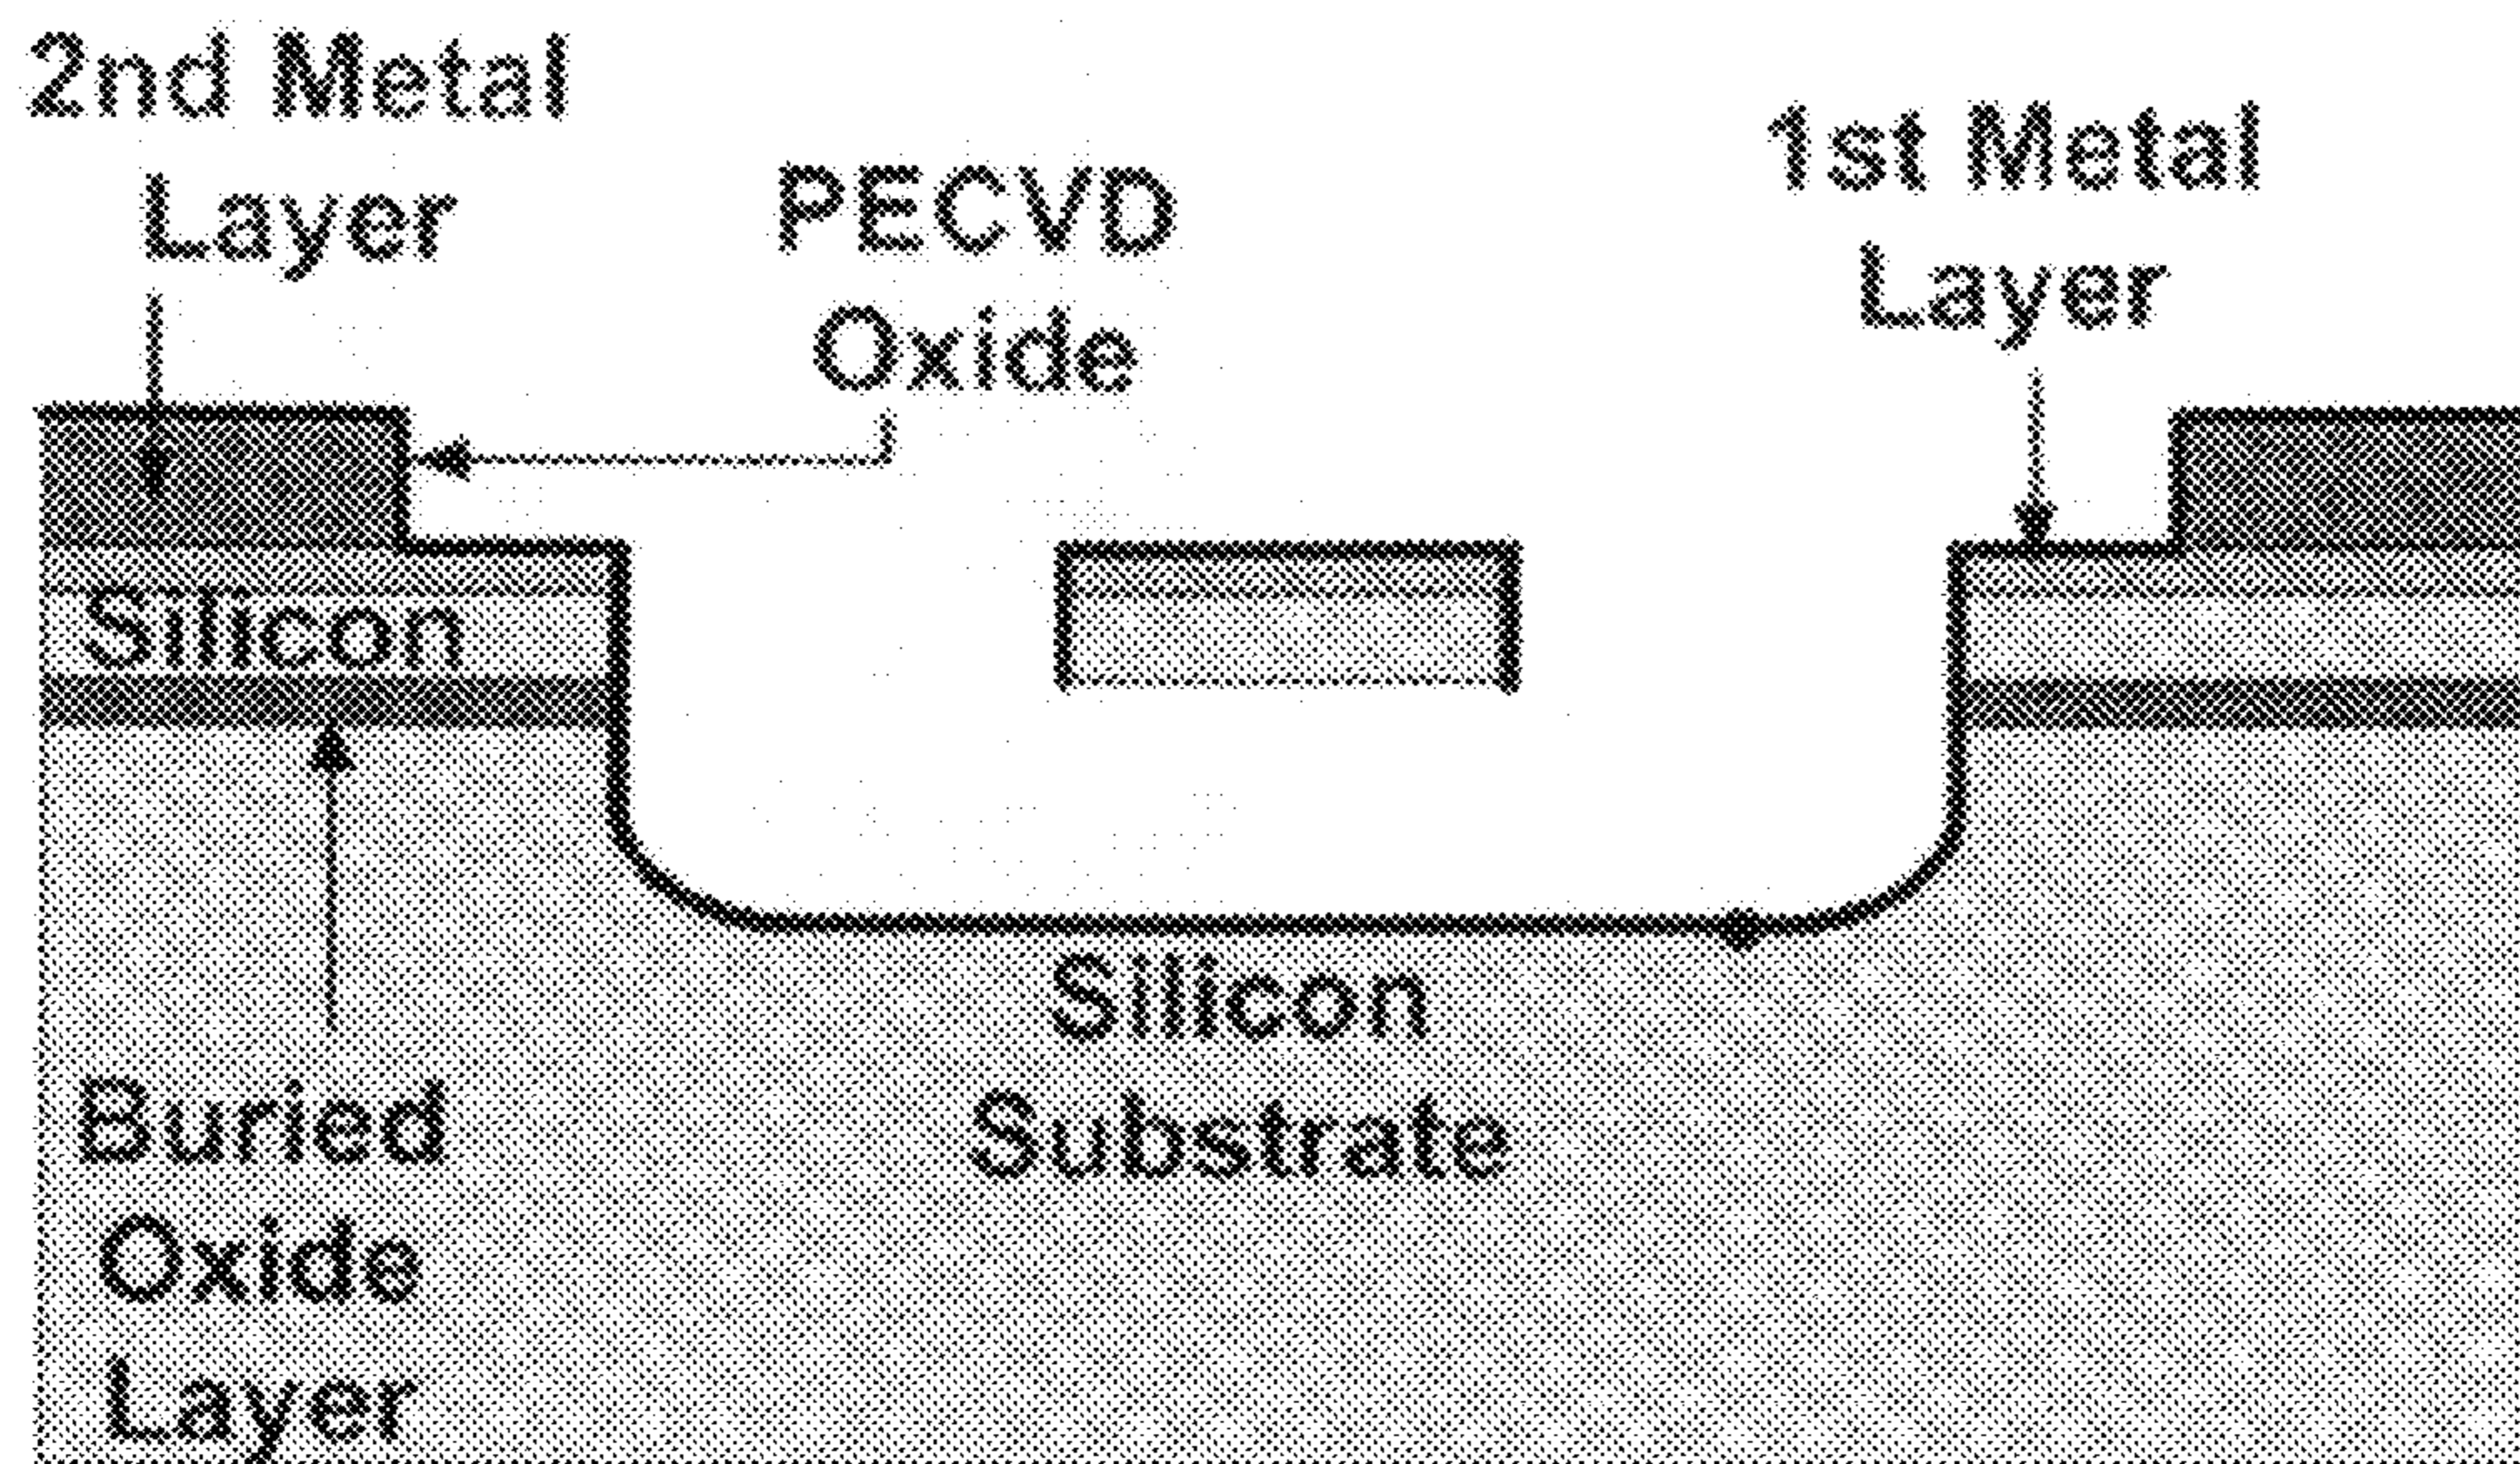 2nd Metal
Layer
PECVD
Oxide
1st Metal
Layer
Silicon
Silicon
Substrate
Buried
Oxide
Layer